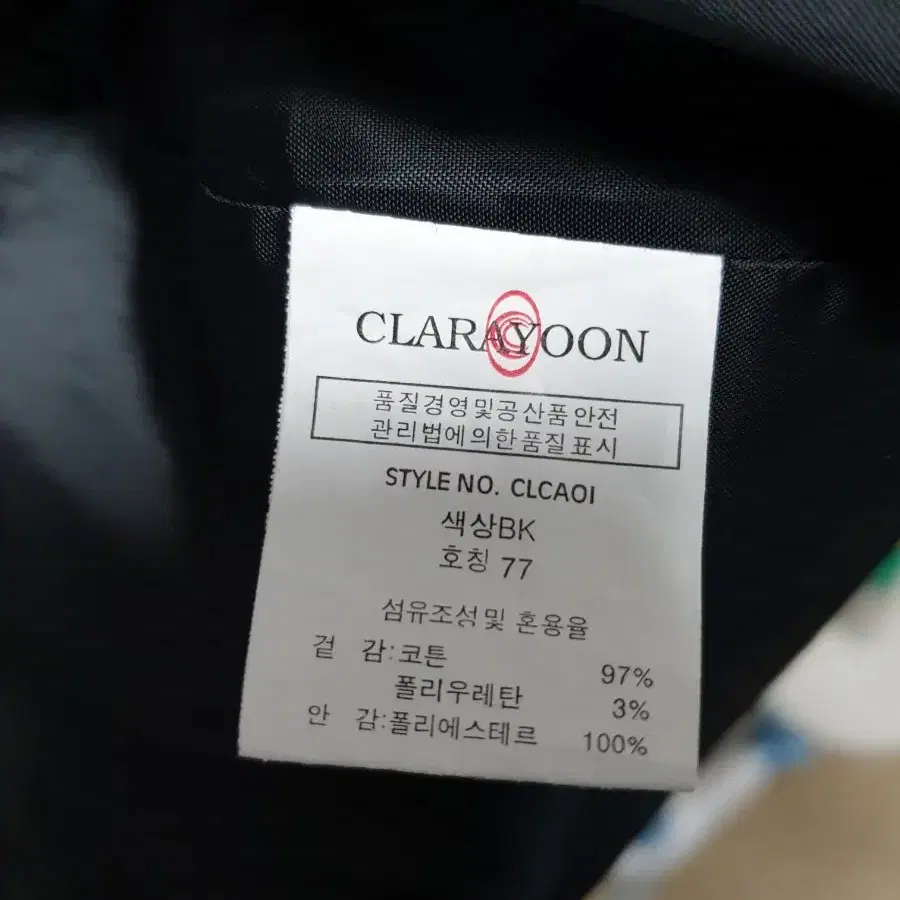 CLARAYOON
품질경영및공산품안전
관리법에의한품질표시
STYLE NO. CLCA01
색상BK
호칭 77
섬유조성및 혼용율
겉 감:코튼 97%
폴리우레탄 3%
안 감:폴리에스테르 100%